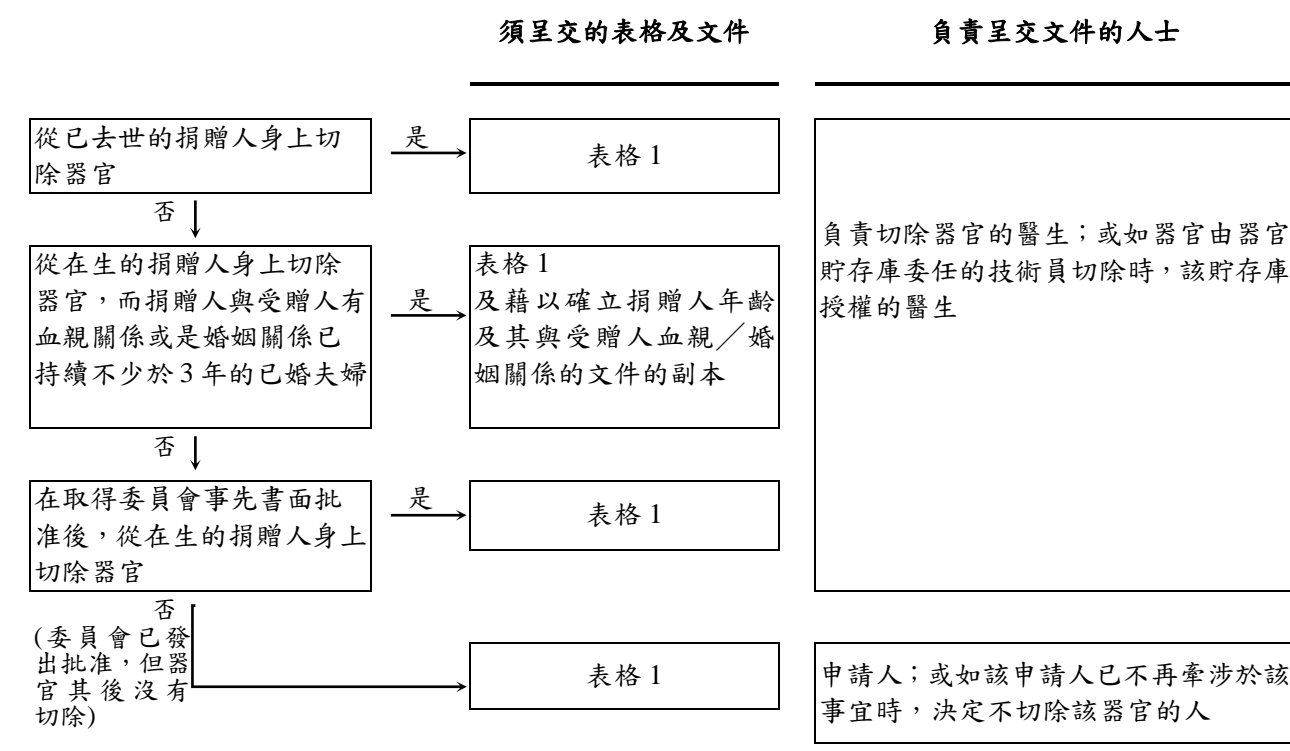 須呈交的表格及文件
負責呈交文件的人士
從已去世的捐贈人身上切
除器官
是
表格 1
否
從在生的捐贈人身上切除
器官，而捐贈人與受贈人有
血親關係或是婚姻關係已
持續不少於 3 年的已婚夫婦
是
表格 1
及藉以確立捐贈人年齡
及其與受贈人血親／婚
姻關係的文件的副本
負責切除器官的醫生；或如器官由器官
貯存庫委任的技術員切除時，該貯存庫
授權的醫生
否
在取得委員會事先書面批
准後，從在生的捐贈人身上
切除器官
是
表格 1
否
(委員會已發
出批准，但器
官其後沒有
切除)
表格 1
申請人；或如該申請人已不再牽涉於該
事宜時，決定不切除該器官的人